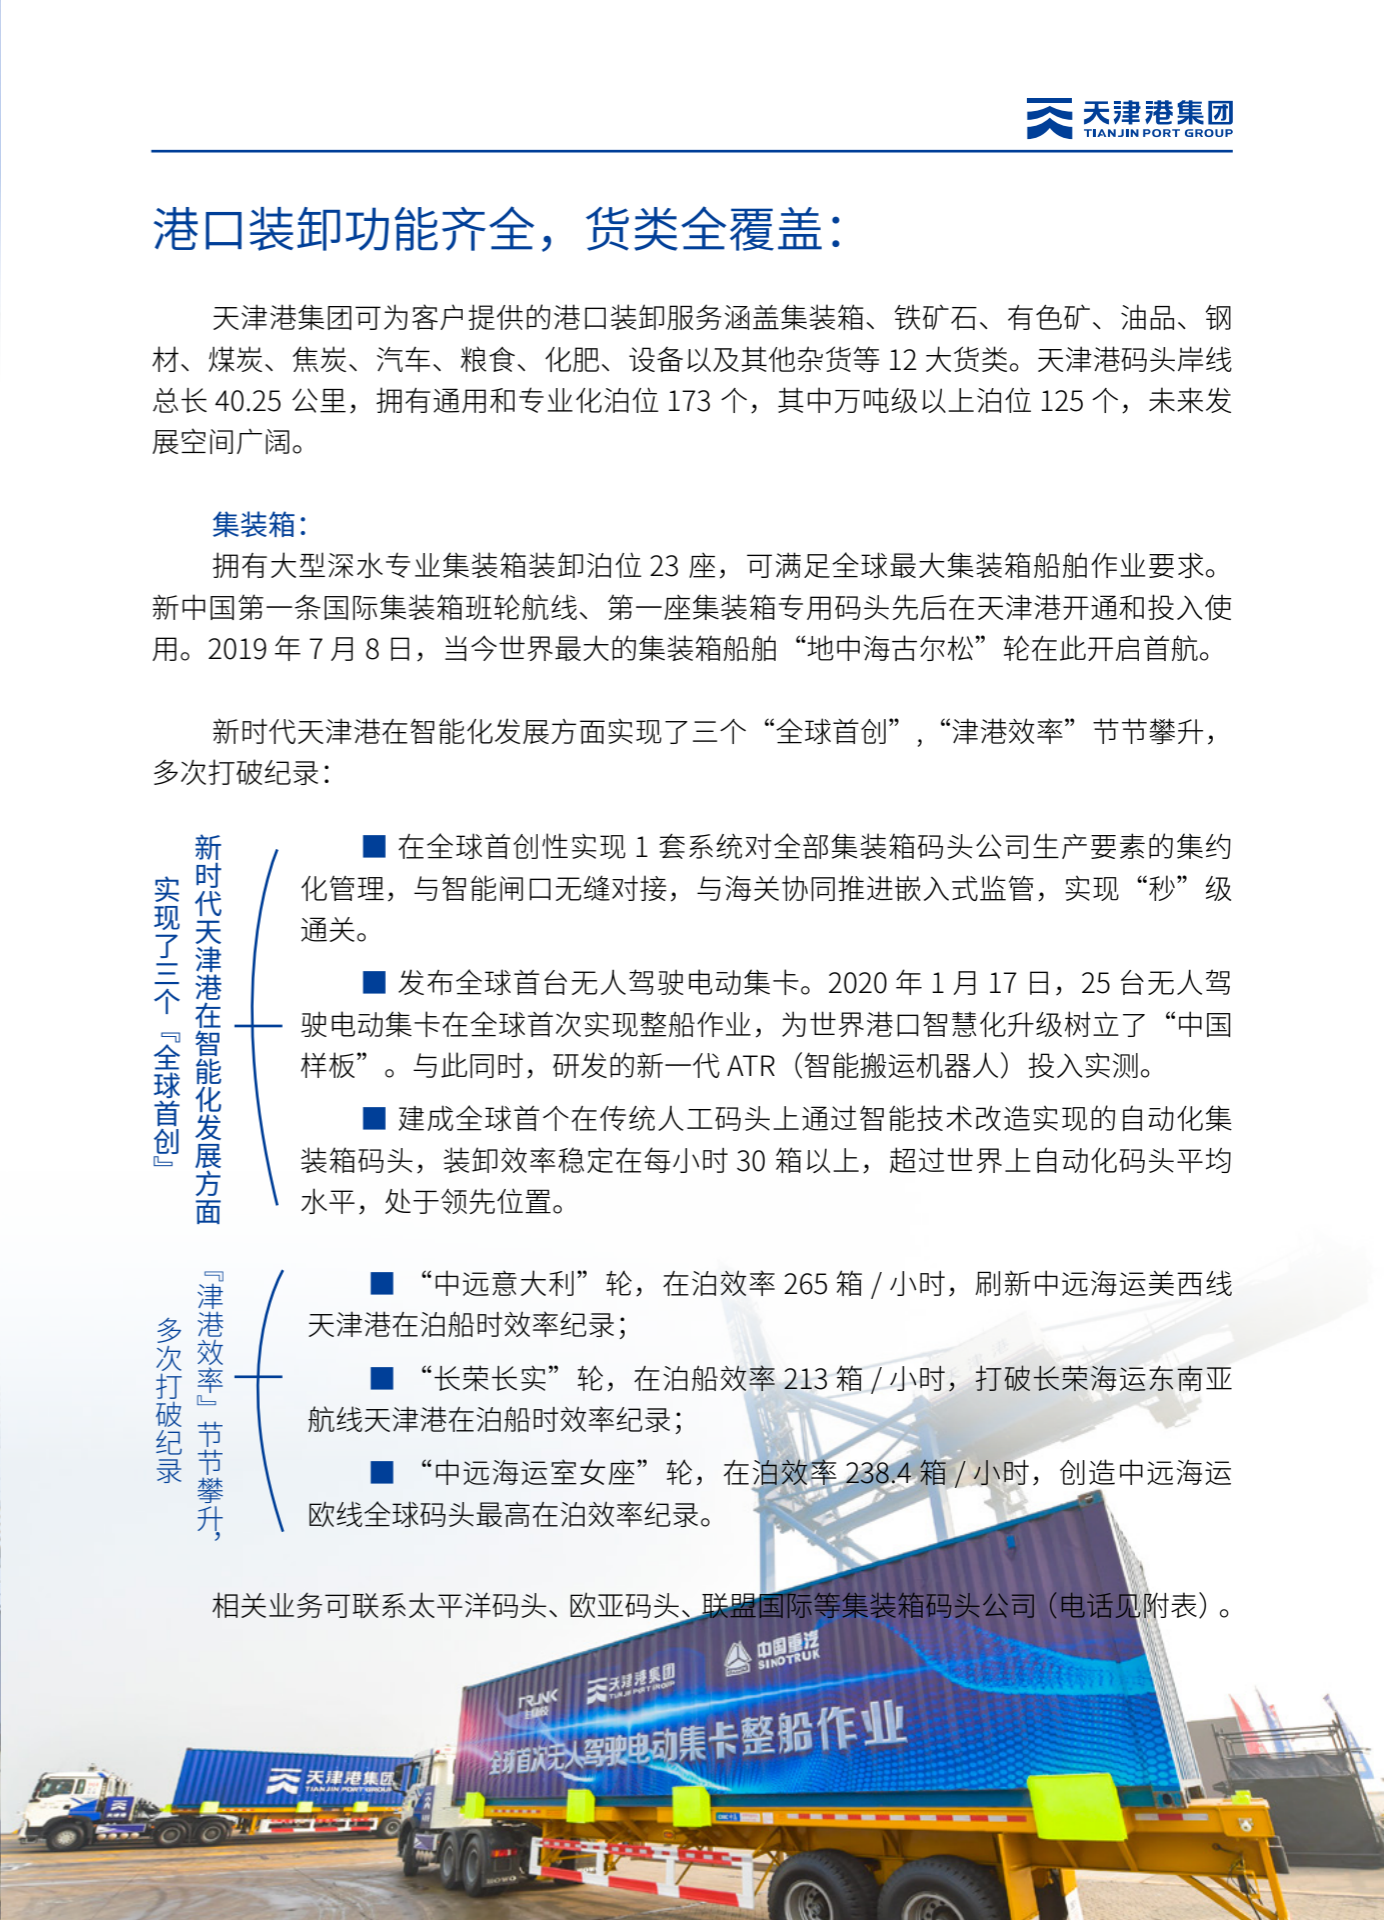 天津港集团
TIANJIN PORT GROUP
港口装卸功能齐全，货类全覆盖：
天津港集团可为客户提供的港口装卸服务涵盖集装箱、铁矿石、有色矿、油品、钢
材、煤炭、焦炭、汽车、粮食、化肥、设备以及其他杂货等 12 大货类。天津港码头岸线
总长 40.25 公里，拥有通用和专业化泊位 173 个，其中万吨级以上泊位 125 个，未来发
展空间广阔。
集装箱：
拥有大型深水专业集装箱装卸泊位 23 座，可满足全球最大集装箱船舶作业要求。
新中国第一条国际集装箱班轮航线、第一座集装箱专用码头先后在天津港开通和投入使
用。2019 年 7 月 8 日，当今世界最大的集装箱船舶“地中海古尔松”轮在此开启首航。
新时代天津港在智能化发展方面实现了三个“全球首创”,“津港效率”节节攀升，
多次打破纪录：
新时代天津港在智能化发展方面
实现了三个『全球首创』
■ 在全球首创性实现 1 套系统对全部集装箱码头公司生产要素的集约
化管理，与智能闸口无缝对接，与海关协同推进嵌入式监管，实现“秒”级
通关。
■ 发布全球首台无人驾驶电动集卡。2020 年 1 月 17 日，25 台无人驾
驶电动集卡在全球首次实现整船作业，为世界港口智慧化升级树立了“中国
样板”。与此同时，研发的新一代 ATR（智能搬运机器人）投入实测。
■ 建成全球首个在传统人工码头上通过智能技术改造实现的自动化集
装箱码头，装卸效率稳定在每小时 30 箱以上，超过世界上自动化码头平均
水平，处于领先位置。
『津港效率』节节攀升，
多次打破纪录
■ “中远意大利”轮，在泊效率 265 箱 / 小时，刷新中远海运美西线
天津港在泊船时效率纪录；
■ “长荣长实”轮，在泊船效率 213 箱 / 小时，打破长荣海运东南亚
航线天津港在泊船时效率纪录；
■ “中远海运室女座”轮，在泊效率 238.4 箱 / 小时，创造中远海运
欧线全球码头最高在泊效率纪录。
相关业务可联系太平洋码头、欧亚码头、联盟国际等集装箱码头公司（电话见附表）。
中国重汽
SINOTRUK
天津港集团
TIANJIN PORT GROUP
TRUNK
全球首次无人驾驶电动集卡整船作业
天津港集团
TIANJIN PORT GROUP